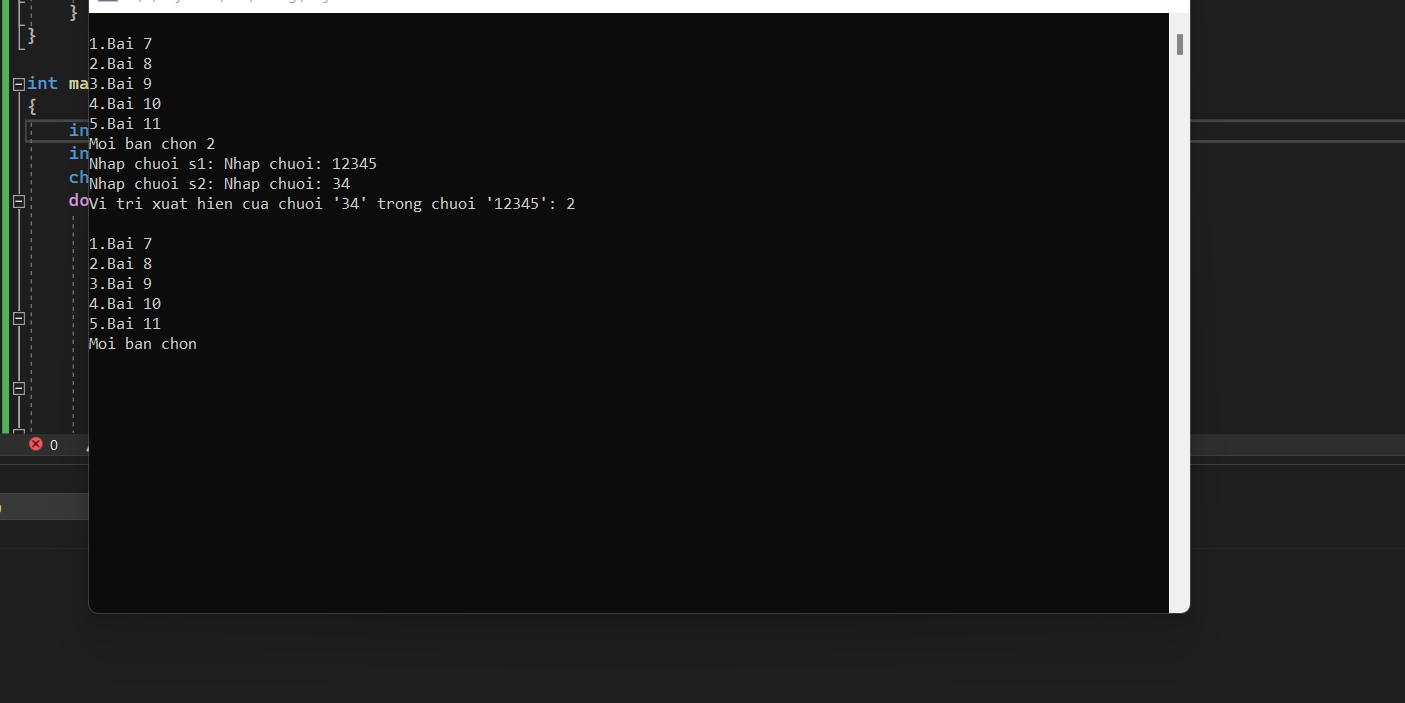 }
}
1.Bai 7
2.Bai 8
int ma
3.Bai 9
{
4.Bai 10
in
5.Bai 11
Moi ban chon 2
in
Nhap chuoi s1: Nhap chuoi: 12345
ch
Nhap chuoi s2: Nhap chuoi: 34
do
Vi tri xuat hien cua chuoi '34' trong chuoi '12345': 2
1.Bai 7
2.Bai 8
3.Bai 9
4.Bai 10
5.Bai 11
Moi ban chon
0